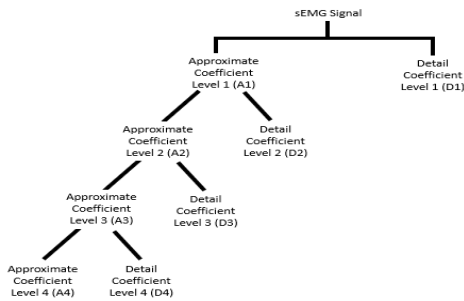 sEMG Signal
Approximate
Coefficient
Level 1 (A1)
Detail
Coefficient
Level 1 (D1)
Approximate
Coefficient
Level 2 (A2)
Detail
Coefficient
Level 2 (D2)
Approximate
Coefficient
Level 3 (A3)
Detail
Coefficient
Level 3 (D3)
Approximate
Coefficient
Level 4 (A4)
Detail
Coefficient
Level 4 (D4)